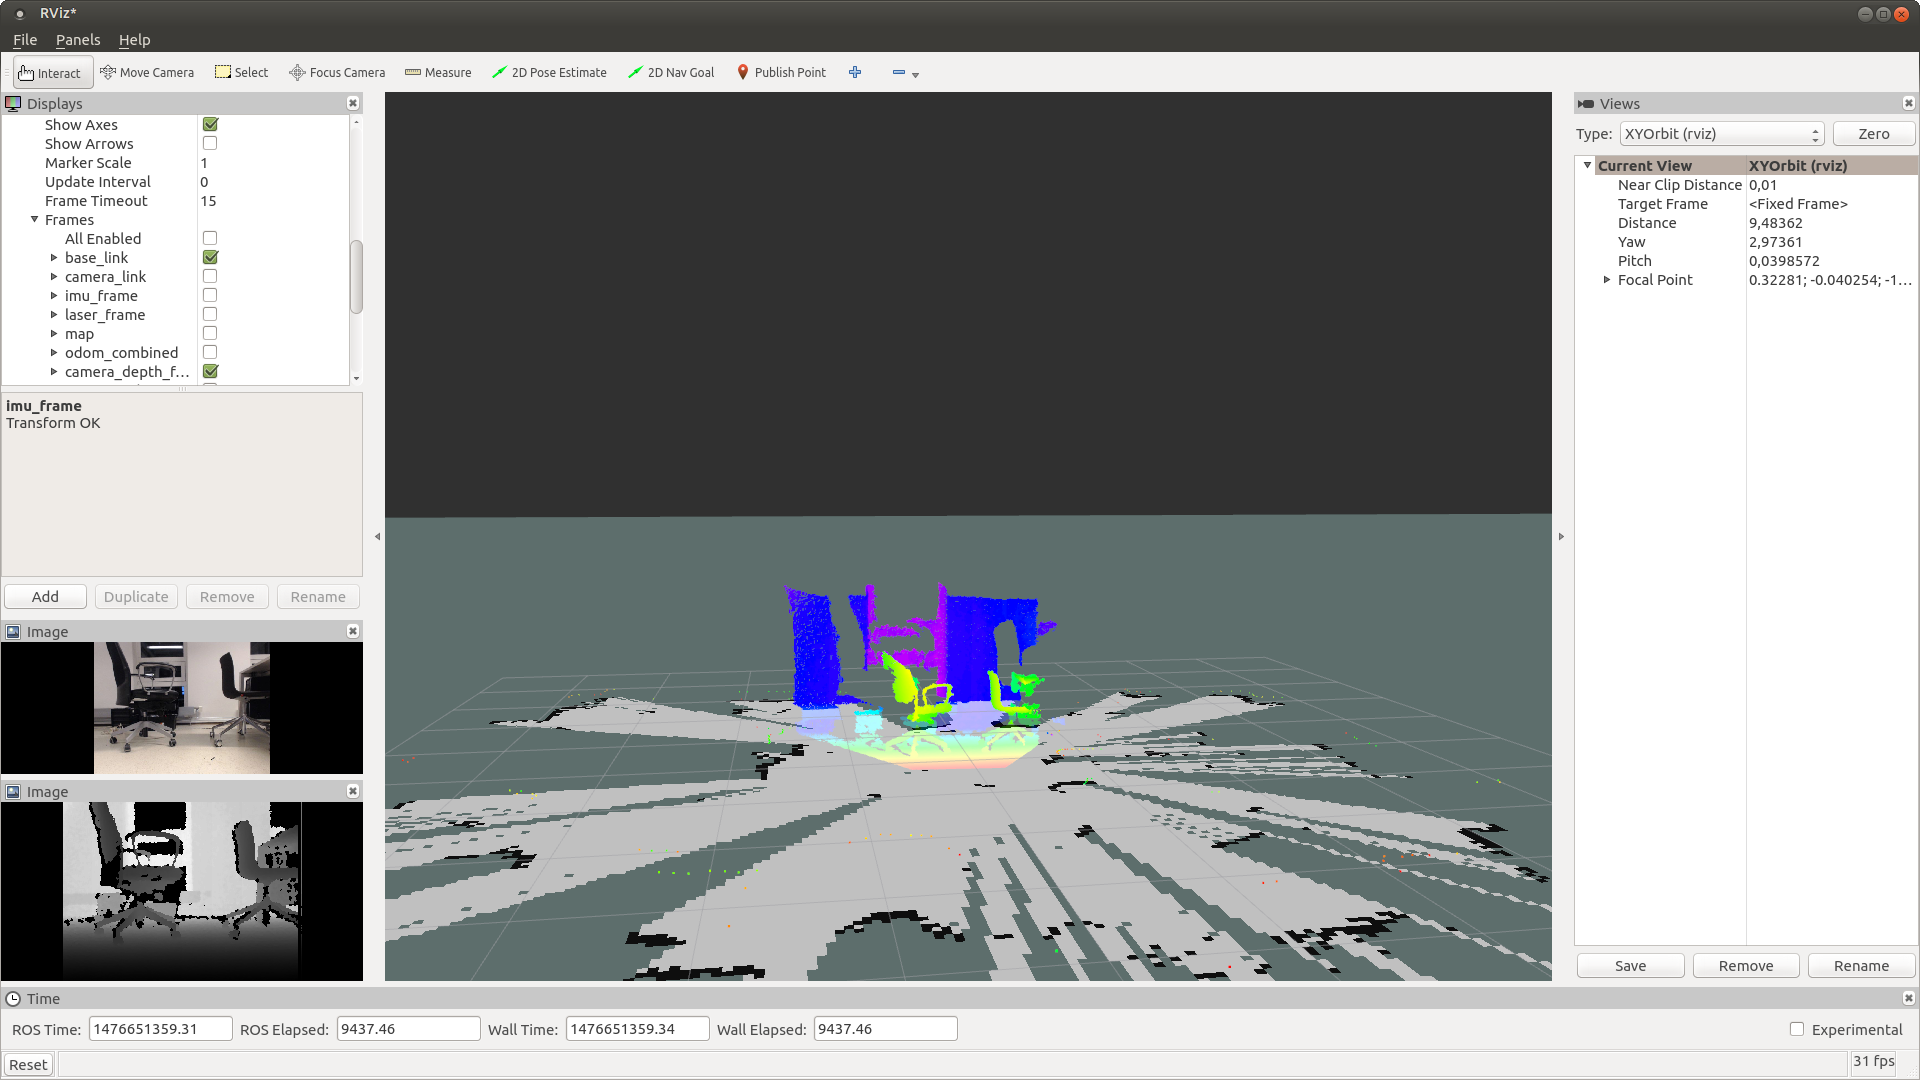 RViz*
File Panels Help
Interact Move Camera Select Focus Camera Measure 2D Pose Estimate 2D Nav Goal Publish Point
Displays
Show Axes
Show Arrows
Marker Scale 1
Update Interval 0
Frame Timeout 15
Frames
All Enabled
base_link
camera_link
imu_frame
laser_frame
map
odom_combined
camera_depth_f...
imu_frame
Transform OK
Add Duplicate Remove Rename
Image
Image
Views
Type: XYOrbit (rviz) Zero
Current View XYOrbit (rviz)
Near Clip Distance 0,01
Target Frame <Fixed Frame>
Distance 9,48362
Yaw 2,97361
Pitch 0,0398572
Focal Point 0.32281; -0.040254; -1...
Save Remove Rename
Time
ROS Time: 1476651359.31 ROS Elapsed: 9437.46 Wall Time: 1476651359.34 Wall Elapsed: 9437.46 Experimental
Reset 31 fps